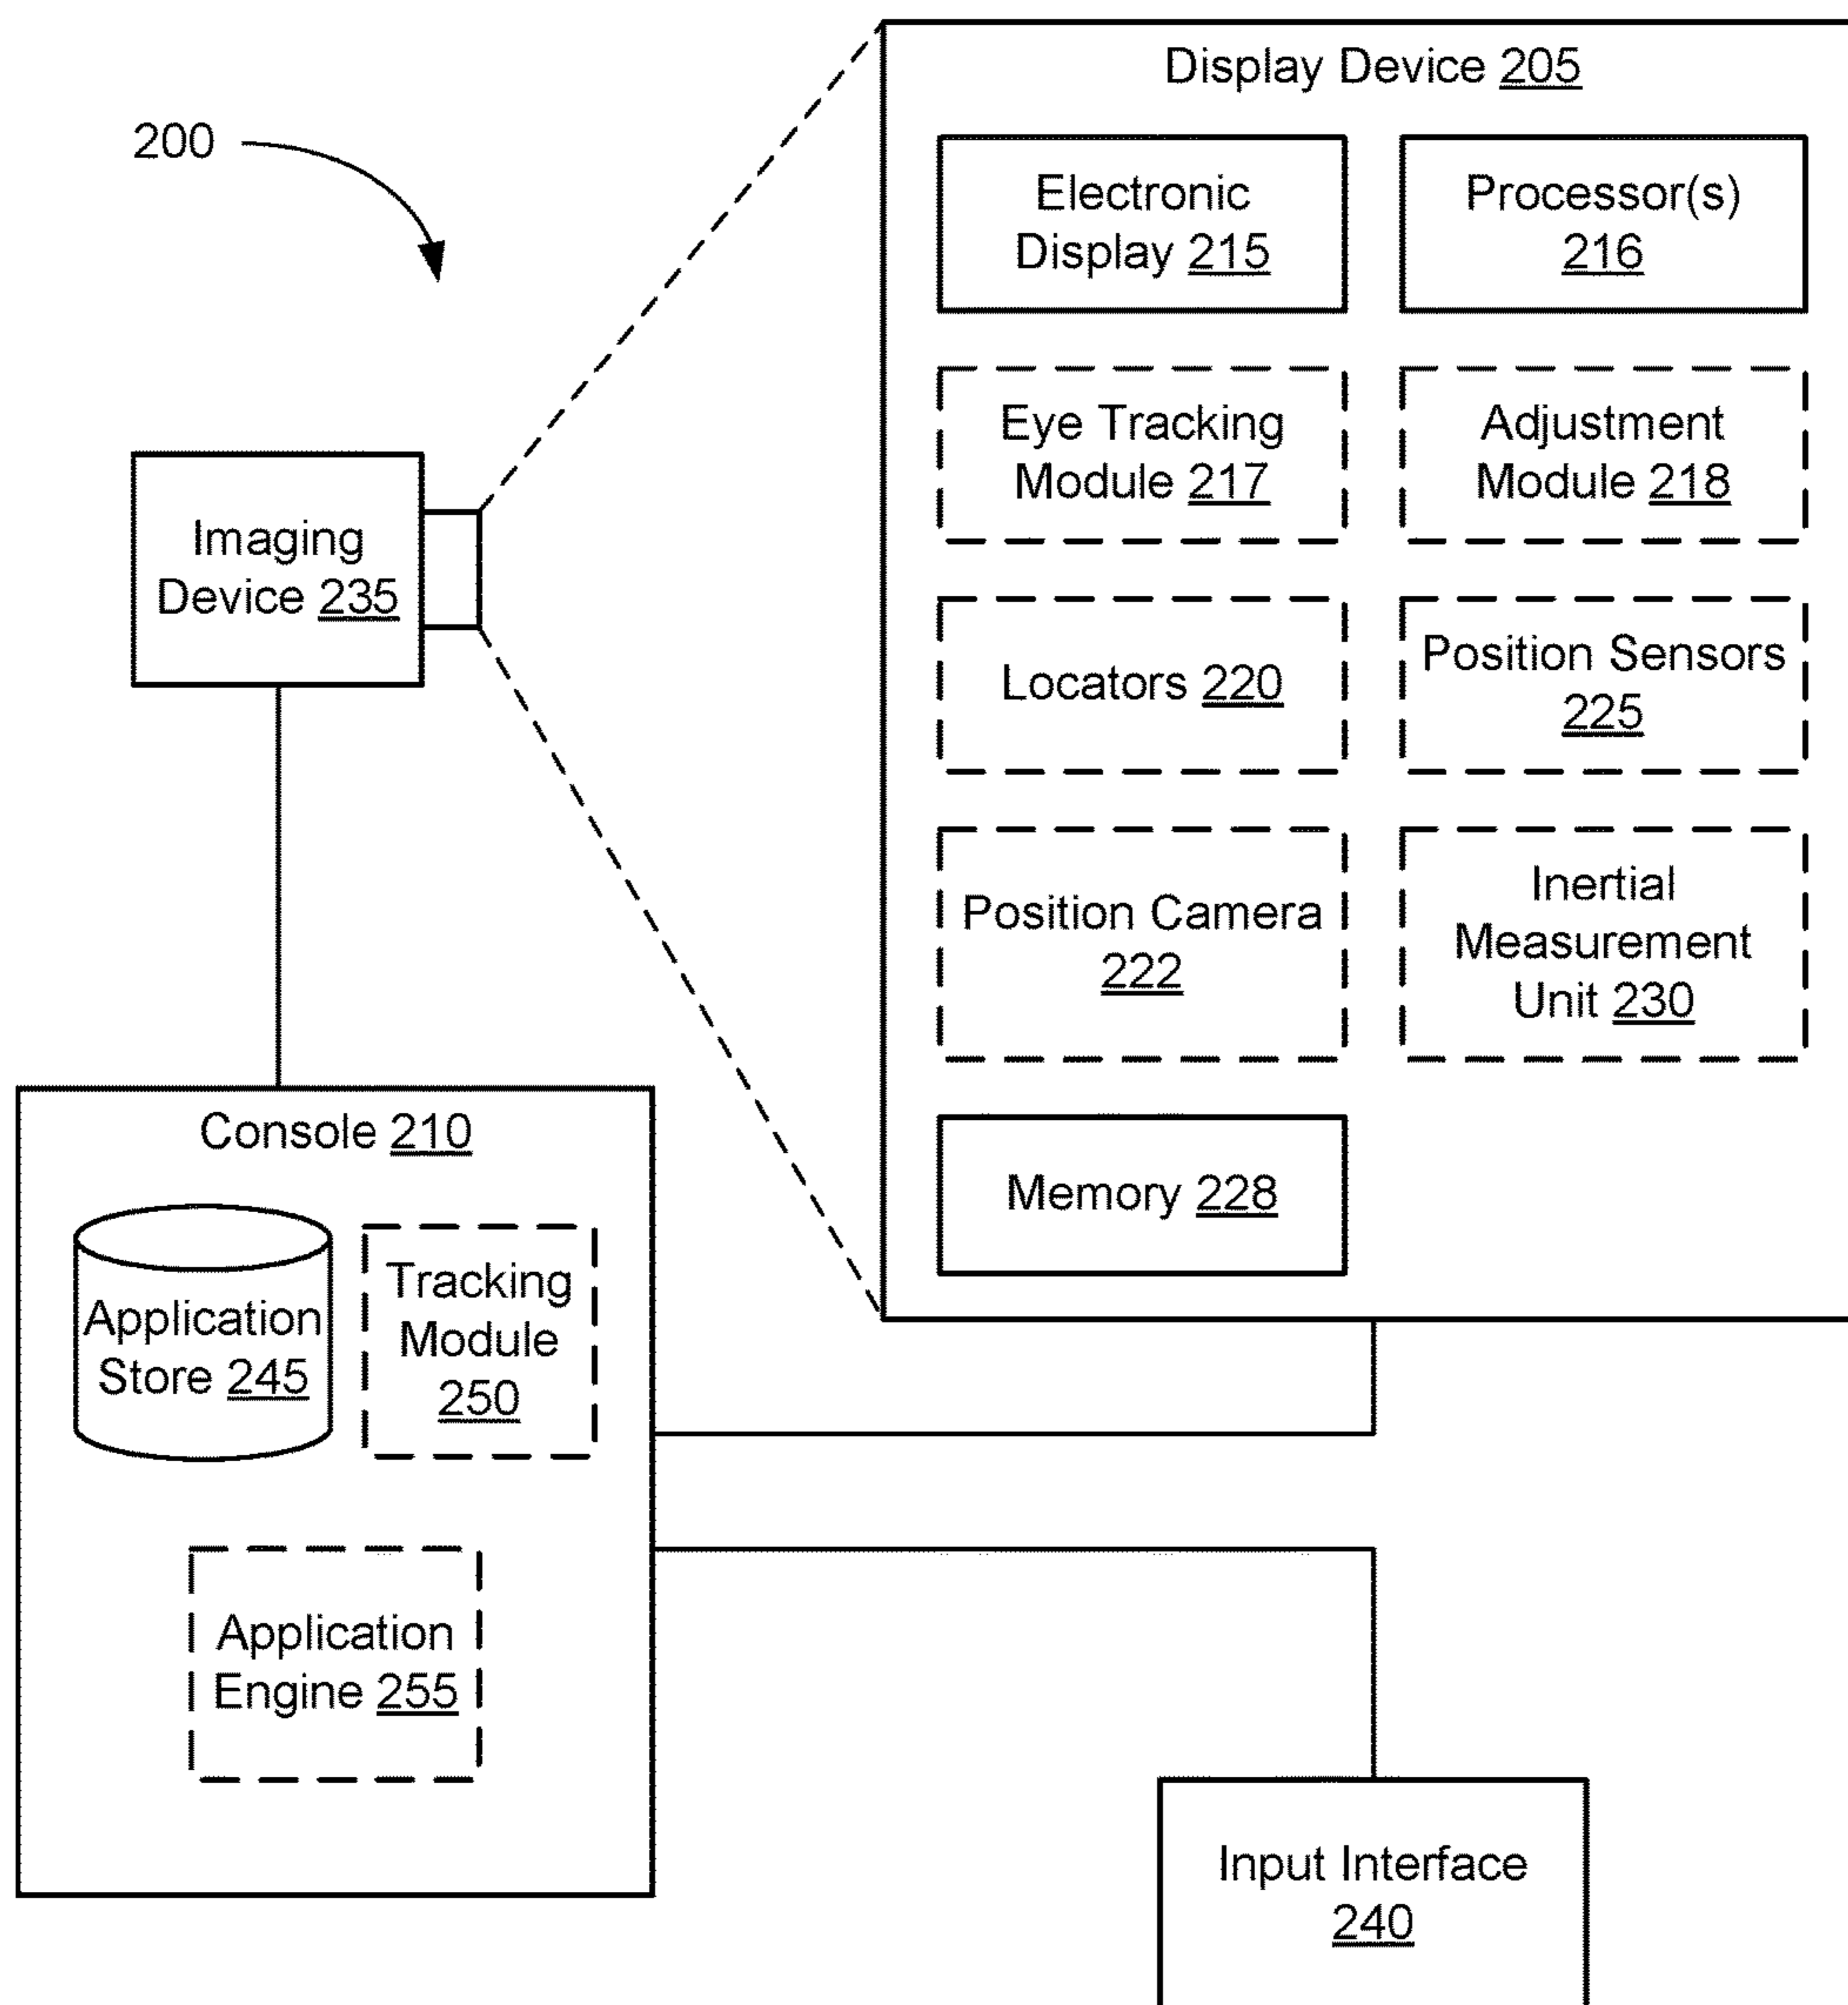 200
Display Device 205
Electronic
Display 215
Processor(s)
216
Eye Tracking
Module 217
Adjustment
Module 218
Imaging
Device 235
Locators 220
Position Sensors
225
Position Camera
222
Inertial
Measurement
Unit 230
Memory 228
Console 210
Application
Store 245
Tracking
Module
250
Application
Engine 255
Input Interface
240